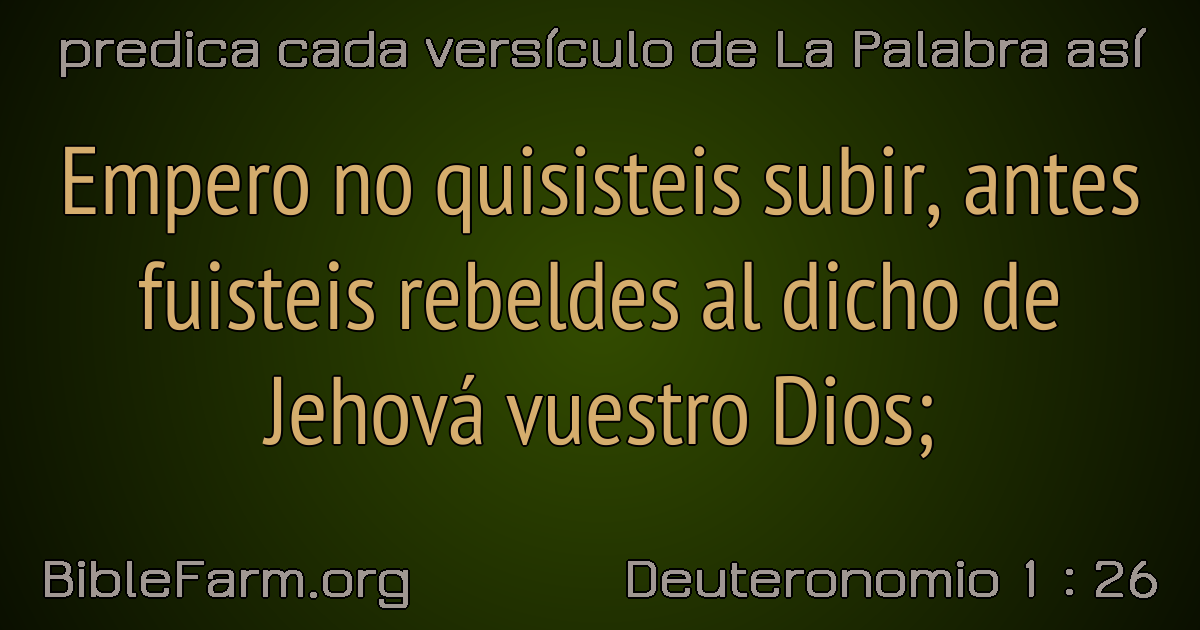 predica cada versículo de La Palabra así
Empero no quisisteis subir, antes
fuisteis rebeldes al dicho de
Jehová vuestro Dios;
BibleFarm.org
Deuteronomio 1 : 26